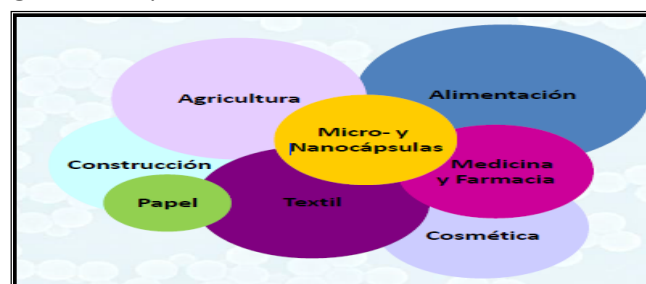 Agricultura
Alimentación
Micro- y
Nanocápsulas
Construcción
Medicina
y Farmacia
Papel
Textil
Cosmética